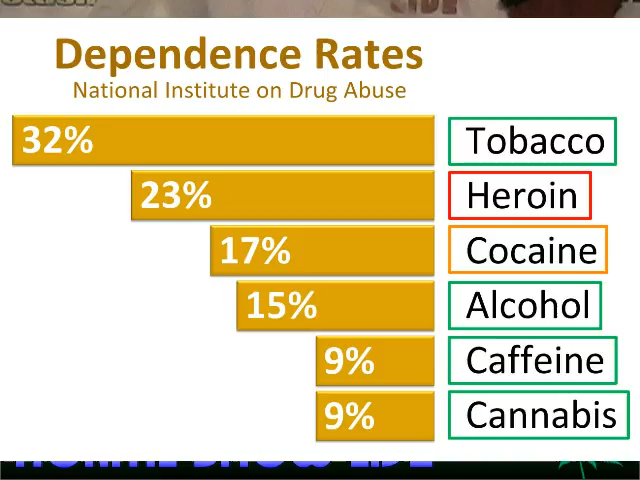 Dependence Rates
National Institute on Drug Abuse
32% Tobacco
23% Heroin
17% Cocaine
15% Alcohol
9% Caffeine
9% Cannabis